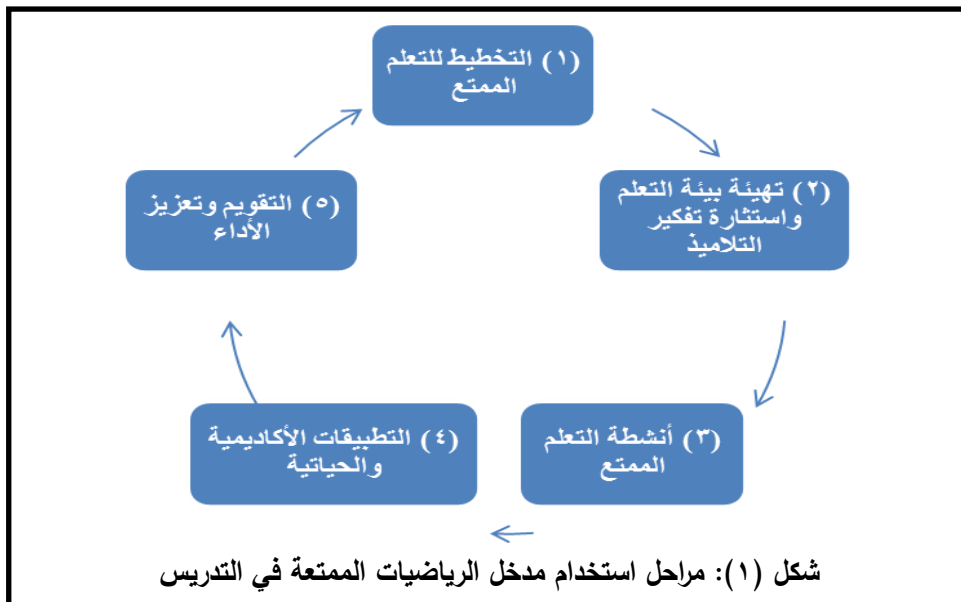 (١) التخطيط للتعلم
الممتع
(٢) تهيئة بيئة التعلم
واستثارة تفكير
التلاميذ
(٣) أنشطة التعلم
الممتع
(٤) التطبيقات الأكاديمية
والحياتية
(٥) التقويم وتعزيز
الأداء
شكل (١): مراحل استخدام مدخل الرياضيات الممتعة في التدريس